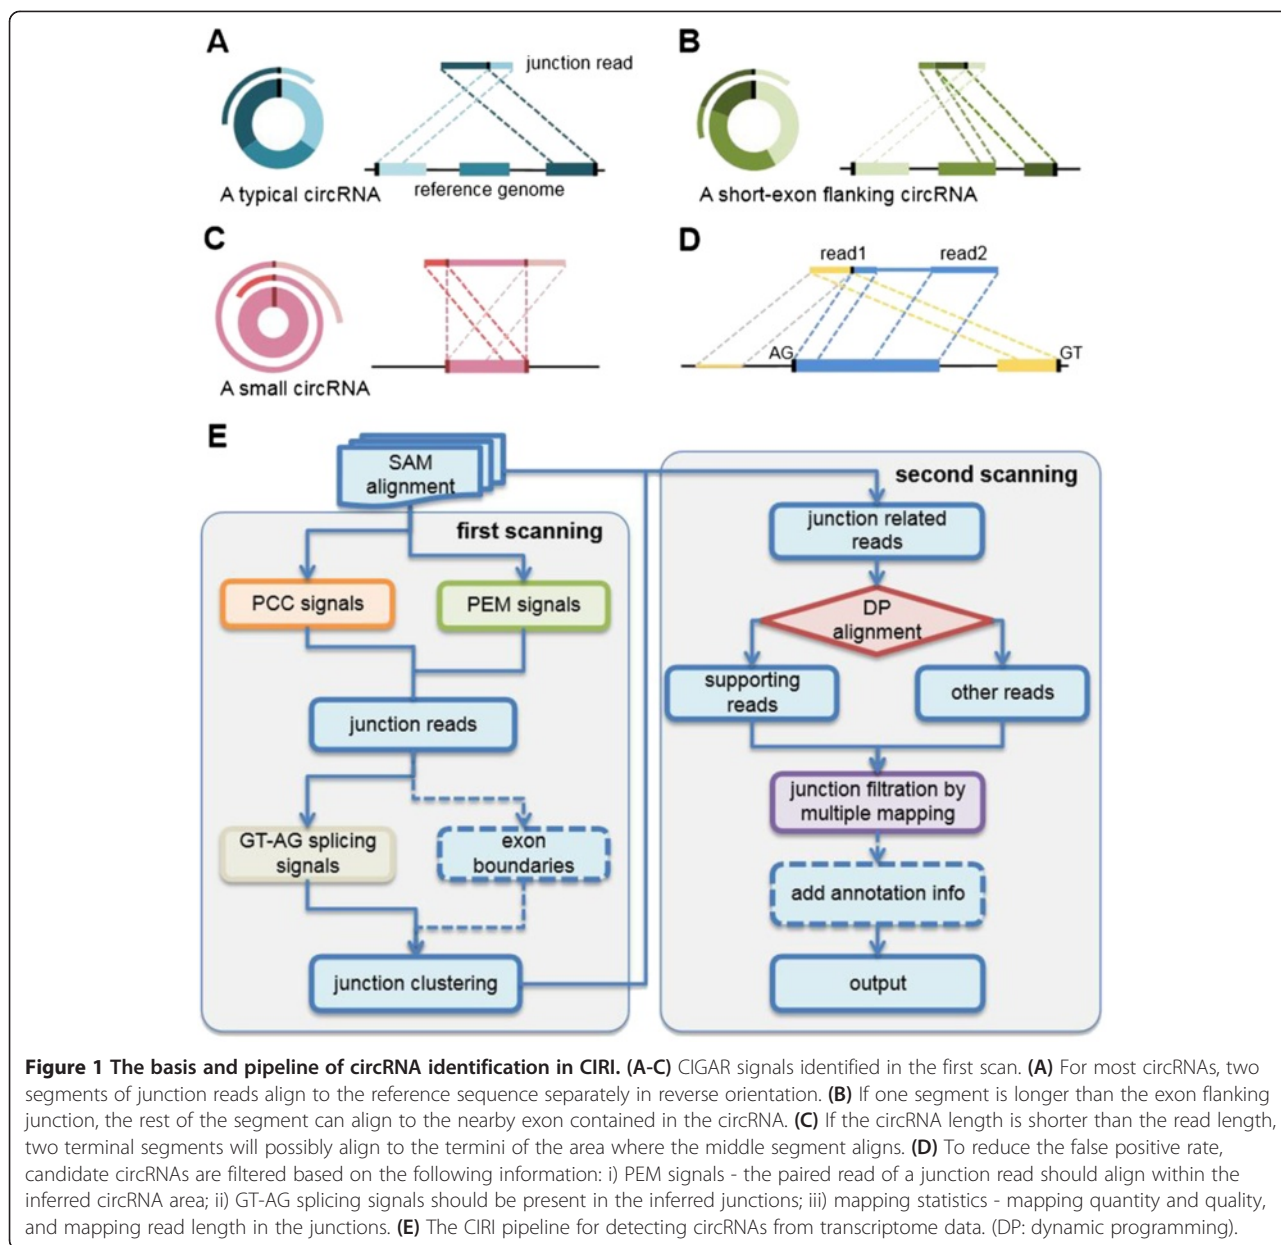 A
junction read
A typical circRNA
reference genome
B
A short-exon flanking circRNA
C
A small circRNA
D
read1
read2
AG
GT
E
SAM
alignment
first scanning
PCC signals
PEM signals
junction reads
GT-AG splicing
signals
exon
boundaries
junction clustering
second scanning
junction related
reads
DP
alignment
supporting
reads
other reads
junction filtration by
multiple mapping
add annotation info
output
Figure 1 The basis and pipeline of circRNA identification in CIRI. (A-C) CIGAR signals identified in the first scan. (A) For most circRNAs, two
segments of junction reads align to the reference sequence separately in reverse orientation. (B) If one segment is longer than the exon flanking
junction, the rest of the segment can align to the nearby exon contained in the circRNA. (C) If the circRNA length is shorter than the read length,
two terminal segments will possibly align to the termini of the area where the middle segment aligns. (D) To reduce the false positive rate,
candidate circRNAs are filtered based on the following information: i) PEM signals - the paired read of a junction read should align within the
inferred circRNA area; ii) GT-AG splicing signals should be present in the inferred junctions; iii) mapping statistics - mapping quantity and quality,
and mapping read length in the junctions. (E) The CIRI pipeline for detecting circRNAs from transcriptome data. (DP: dynamic programming).